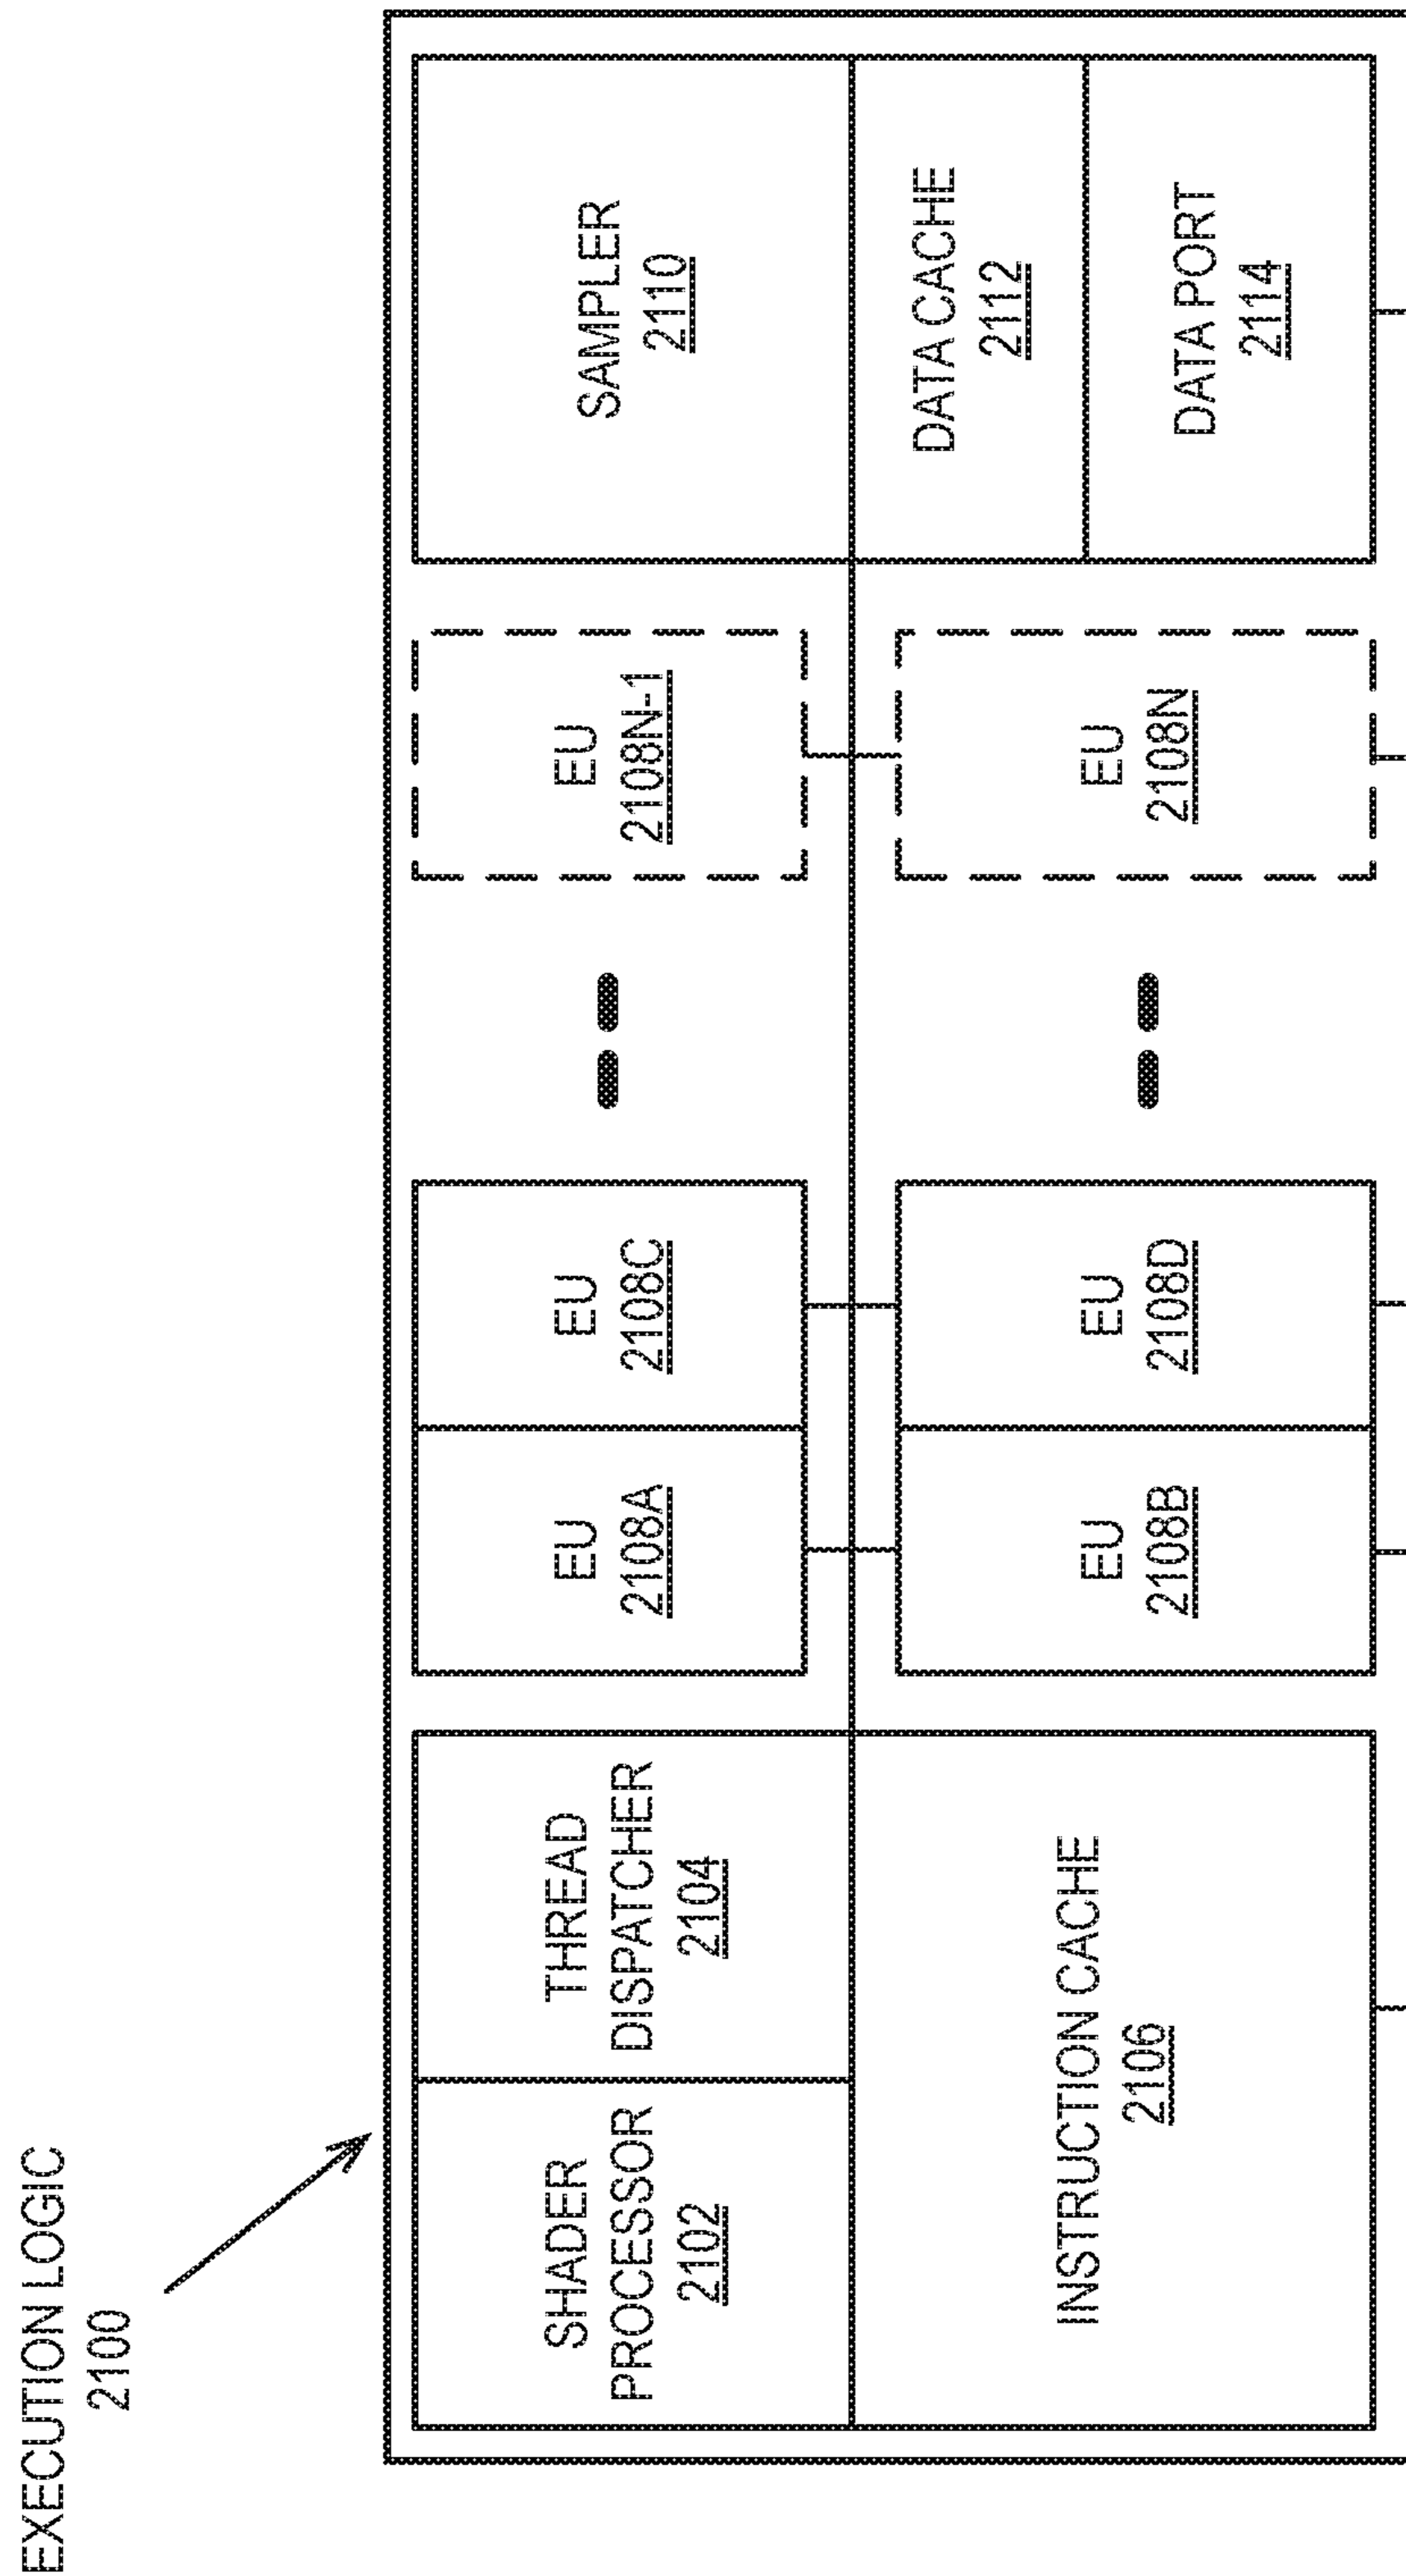 EXECUTION LOGIC
2100
SHADER
PROCESSOR
2102
THREAD
DISPATCHER
2104
EU
2108A
EU
2108C
EU
2108N-1
SAMPLER
2110
INSTRUCTION CACHE
2106
EU
2108B
EU
2108D
EU
2108N
DATA CACHE
2112
DATA PORT
2114